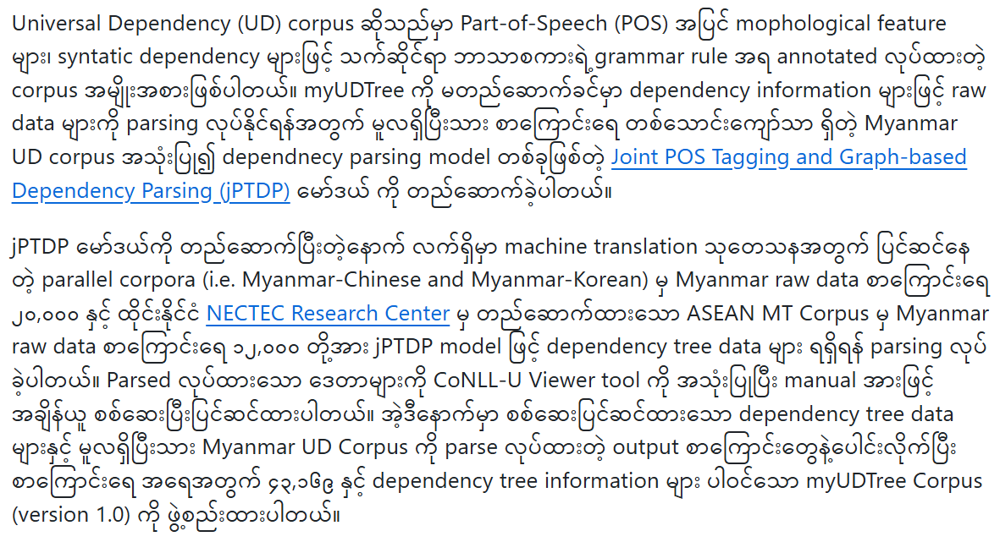 Universal Dependency (UD) corpus ဆိုသည်မှာ Part-of-Speech (POS) အပြင် mophological feature
များ၊ syntatic dependency များဖြင့် သက်ဆိုင်ရာ ဘာသာစကားရဲ့ grammar rule အရ annotated လုပ်ထားတဲ့
corpus အမျိုးအစားဖြစ်ပါတယ်။ myUDTree ကို မတည်ဆောက်ခင်မှာ dependency information များဖြင့် raw
data များကို parsing လုပ်နိုင်ရန်အတွက် မူလရှိပြီးသား စာကြောင်းရေ တစ်သောင်းကျော်သာ ရှိတဲ့ Myanmar
UD corpus အသုံးပြု၍ dependnecy parsing model တစ်ခုဖြစ်တဲ့ Joint POS Tagging and Graph-based
Dependency Parsing (jPTDP) မော်ဒယ် ကို တည်ဆောက်ခဲ့ပါတယ်။
jPTDP မော်ဒယ်ကို တည်ဆောက်ပြီးတဲ့နောက် လက်ရှိမှာ machine translation သုတေသနအတွက် ပြင်ဆင်နေ
တဲ့ parallel corpora (i.e. Myanmar-Chinese and Myanmar-Korean) မှ Myanmar raw data စာကြောင်းရေ
၂၀,၀၀၀ နှင့် ထိုင်းနိုင်ငံ NECTEC Research Center မှ တည်ဆောက်ထားသော ASEAN MT Corpus မှ Myanmar
raw data စာကြောင်းရေ ၁၂,၀၀၀ တို့အား jPTDP model ဖြင့် dependency tree data များ ရရှိရန် parsing လုပ်
ခဲ့ပါတယ်။ Parsed လုပ်ထားသော ဒေတာများကို CoNLL-U Viewer tool ကို အသုံးပြုပြီး manual အားဖြင့်
အချိန်ယူ စစ်ဆေးပြီးပြင်ဆင်ထားပါတယ်။ အဲ့ဒီနောက်မှာ စစ်ဆေးပြင်ဆင်ထားသော dependency tree data
များနှင့် မူလရှိပြီးသား Myanmar UD Corpus ကို parse လုပ်ထားတဲ့ output စာကြောင်းတွေနဲ့ပေါင်းလိုက်ပြီး
စာကြောင်းရေ အရေအတွက် ၄၃,၁၆၉ နှင့် dependency tree information များ ပါဝင်သော myUDTree Corpus
(version 1.0) ကို ဖွဲ့စည်းထားပါတယ်။